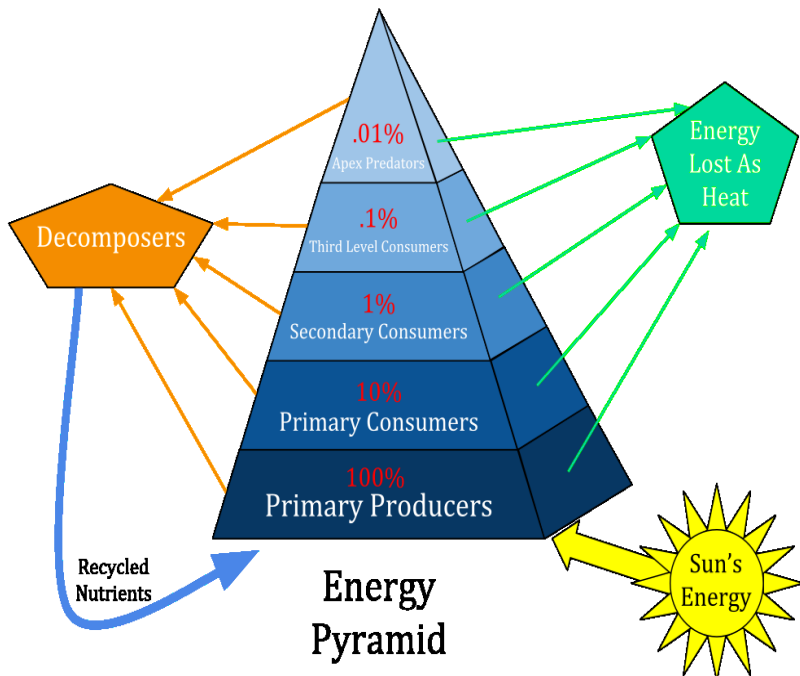 .01%
Apex Predators
.1%
Third Level Consumers
1%
Secondary Consumers
10%
Primary Consumers
100%
Primary Producers
Decomposers
Energy
Lost As
Heat
Recycled
Nutrients
Sun's
Energy
Energy
Pyramid